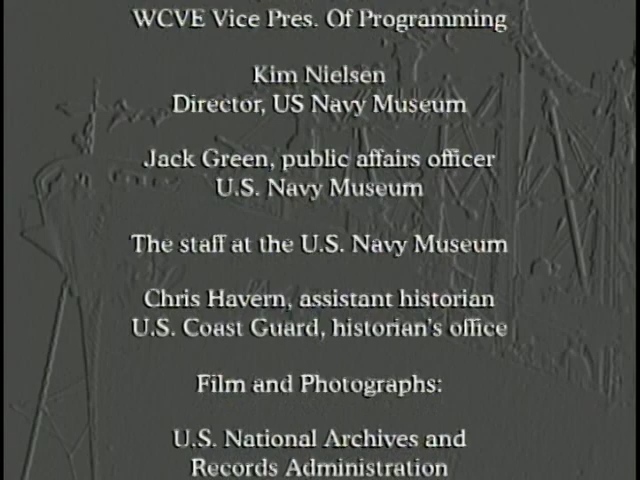 WCVE Vice Pres. Of Programming
Kim Nielsen
Director, US Navy Museum
Jack Green, public affairs officer
U.S. Navy Museum
The staff at the U.S. Navy Museum
Chris Havern, assistant historian
U.S. Coast Guard, historian's office
Film and Photographs:
U.S. National Archives and
Records Administration